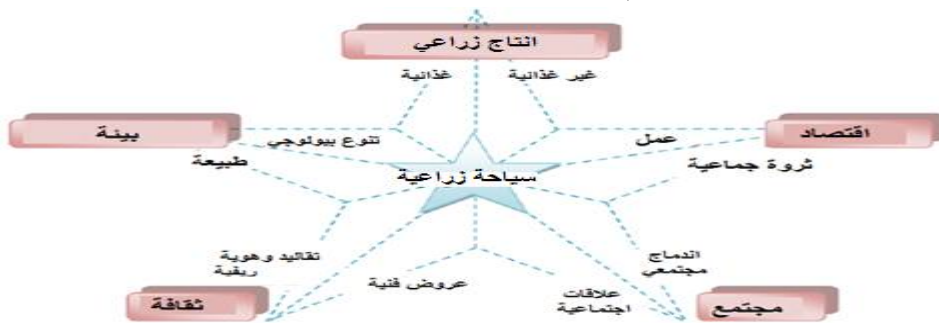 انتاج زراعي
غير غذائية
غذائية
اقتصاد
بيئة
عمل
تنوع بيولوجي
ثروة جماعية
طبيعة
سياحة زراعية
اندماج
مجتمعي
تقاليد وهوية
ريفية
علاقات
اجتماعية
عروض فنية
مجتمع
ثقافة